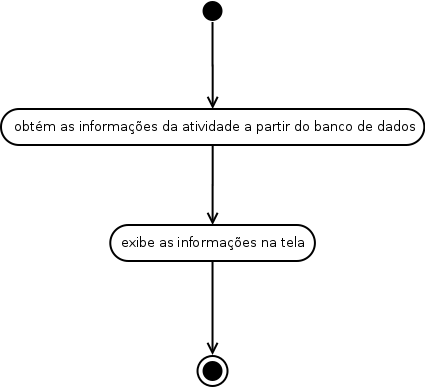 obtém as informações da atividade a partir do banco de dados
exibe as informações na tela